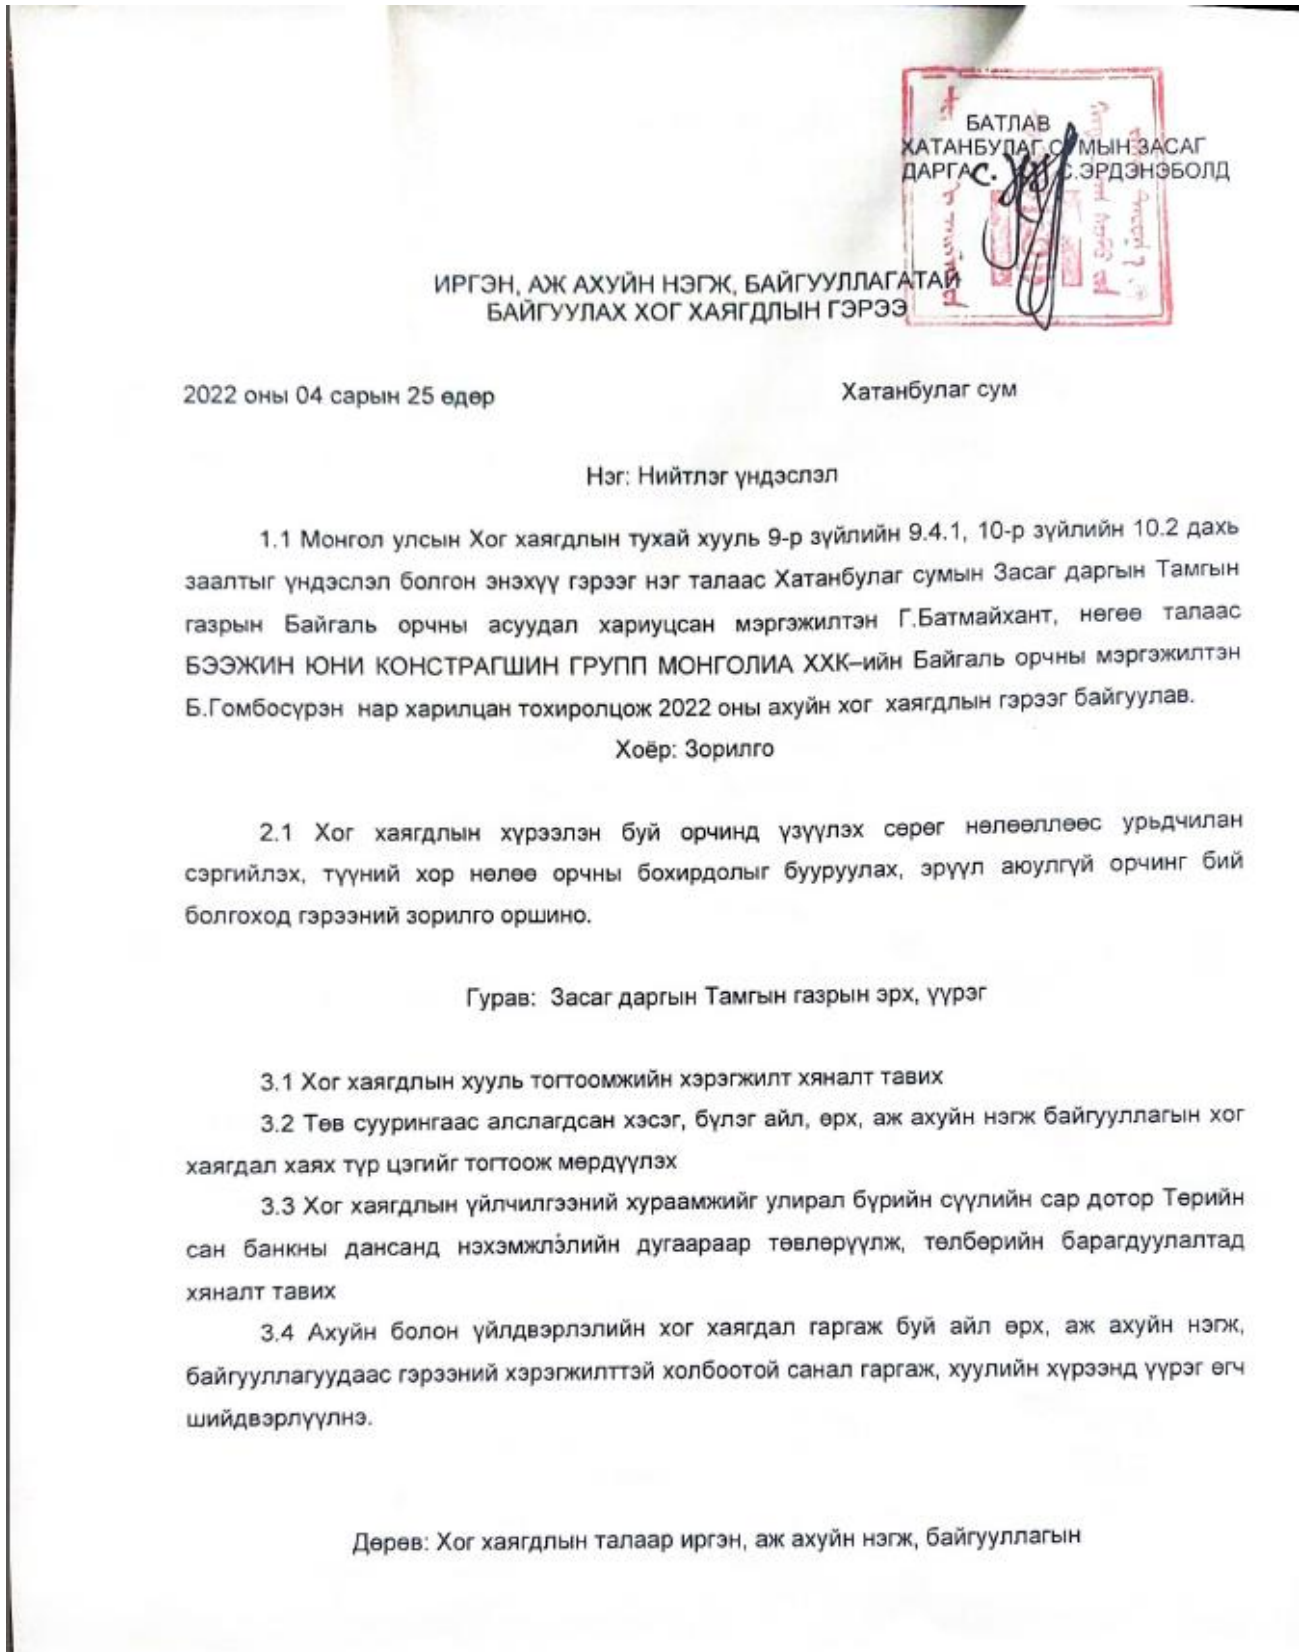 БАТЛАВ
ХАТАНБУЛАГ СУМЫН ЗАСАГ
ДАРГА С. С.ЭРДЭНЭБОЛД
ИРГЭН, АЖ АХУЙН НЭГЖ, БАЙГУУЛЛАГАТАЙ
БАЙГУУЛАХ ХОГ ХАЯГДЛЫН ГЭРЭЭ
2022 оны 04 сарын 25 өдөр Хатанбулаг сум
Нэг: Нийтлэг үндэслэл
1.1 Монгол улсын Хог хаягдлын тухай хууль 9-р зүйлийн 9.4.1, 10-р зүйлийн 10.2 дахь
заалтыг үндэслэл болгон энэхүү гэрээг нэг талаас Хатанбулаг сумын Засаг даргын Тамгын
газрын Байгаль орчны асуудал хариуцсан мэргэжилтэн Г.Батмайхант, нөгөө талаас
БЭЭЖИН ЮНИ КОНСТРАГШИН ГРУПП МОНГОЛИА ХХК–ийн Байгаль орчны мэргэжилтэн
Б.Гомбосүрэн нар харилцан тохиролцож 2022 оны ахуйн хог хаягдлын гэрээг байгуулав.
Хоёр: Зорилго
2.1 Хог хаягдлын хүрээлэн буй орчинд үзүүлэх сөрөг нөлөөллөөс урьдчилан
сэргийлэх, түүний хор нөлөө орчны бохирдолыг бууруулах, эрүүл аюулгүй орчинг бий
болгоход гэрээний зорилго оршино.
Гурав: Засаг даргын Тамгын газрын эрх, үүрэг
3.1 Хог хаягдлын хууль тогтоомжийн хэрэгжилт хяналт тавих
3.2 Төв суурингаас алслагдсан хэсэг, бүлэг айл, өрх, аж ахуйн нэгж байгууллагын хог
хаягдал хаях түр цэгийг тогтоож мөрдүүлэх
3.3 Хог хаягдлын үйлчилгээний хураамжийг улирал бүрийн сүүлийн сар дотор Төрийн
сан банкны дансанд нэхэмжлэлийн дугаараар төвлөрүүлж, төлбөрийн барагдуулалтад
хяналт тавих
3.4 Ахуйн болон үйлдвэрлэлийн хог хаягдал гаргаж буй айл өрх, аж ахуйн нэгж,
байгууллагуудаас гэрээний хэрэгжилттэй холбоотой санал гаргаж, хуулийн хүрээнд үүрэг өгч
шийдвэрлүүлнэ.
Дөрөв: Хог хаягдлын талаар иргэн, аж ахуйн нэгж, байгууллагын